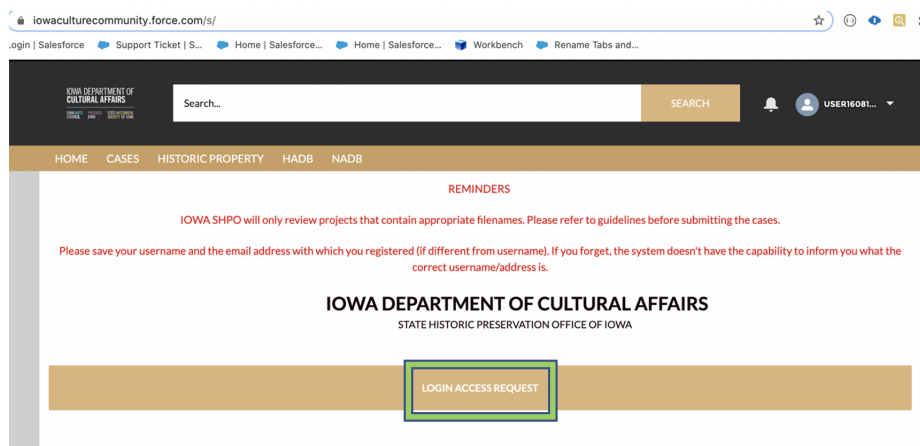 iowaculturecommunity.force.com/s/
Login | Salesforce Support Ticket | S... Home | Salesforce... Home | Salesforce... Workbench Rename Tabs and...
IOWA DEPARTMENT OF
CULTURAL AFFAIRS
Search...
SEARCH
USER16081...
HOME CASES HISTORIC PROPERTY HADB NADB
REMINDERS
IOWA SHPO will only review projects that contain appropriate filenames. Please refer to guidelines before submitting the cases.
Please save your username and the email address with which you registered (if different from username). If you forget, the system doesn't have the capability to inform you what the
correct username/address is.
IOWA DEPARTMENT OF CULTURAL AFFAIRS
STATE HISTORIC PRESERVATION OFFICE OF IOWA
LOGIN ACCESS REQUEST